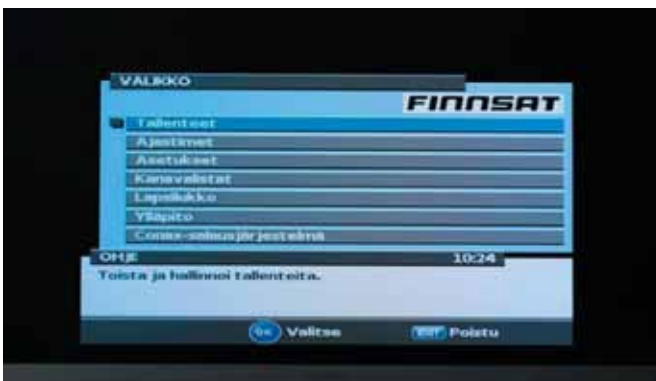 VALIKKO
FINNSAT
Tallenteet
Ajastimet
Asetukset
Kanavalistat
Lapsilukko
Ylläpito
Conax-salausjärjestelmä
OHJE 10:24
Toista ja hallinnoi tallenteita.
OK Valitse EXIT Poistu